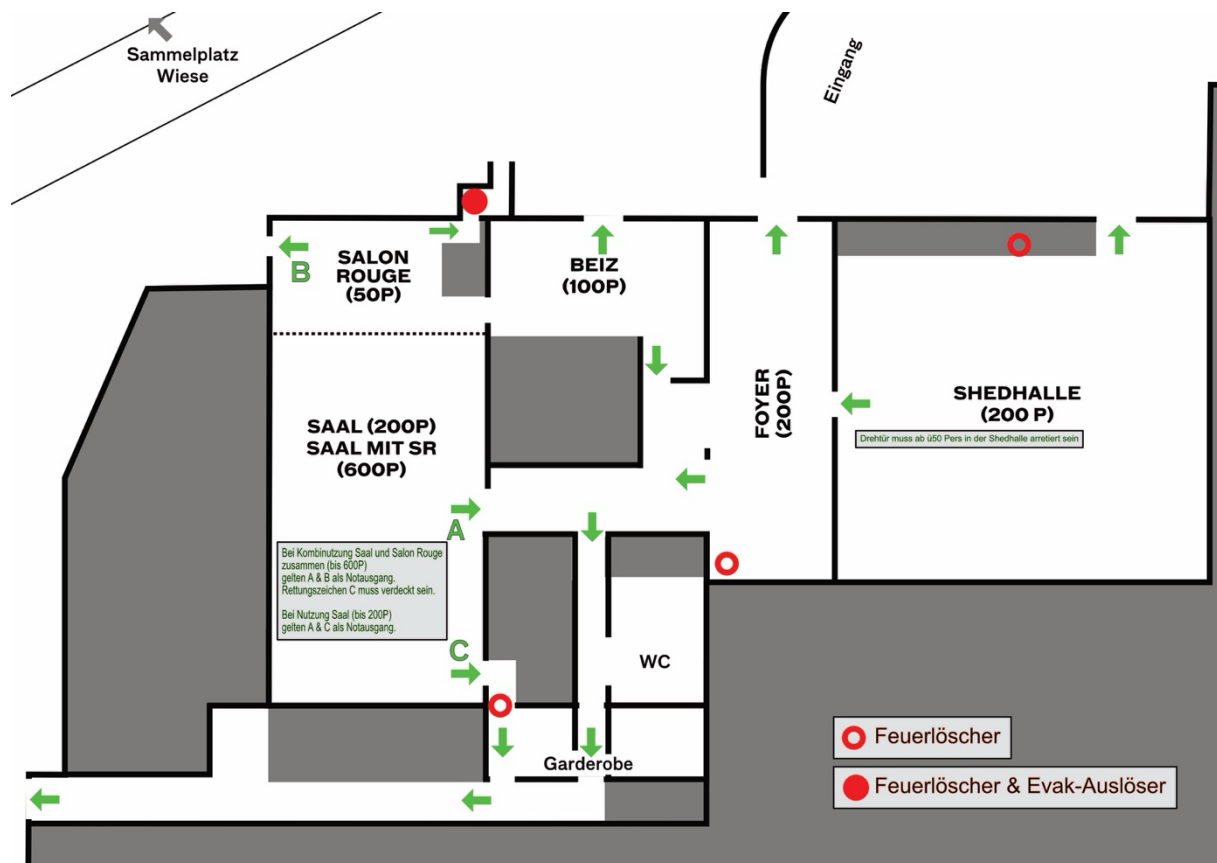 Sammelplatz
Wiese
Eingang
B
SALON
ROUGE
(50P)
BEIZ
(100P)
FOYER
(200P)
SHEDHALLE
(200 P)
Drehtür muss ab ü50 Pers in der Shedhalle arretiert sein
SAAL (200P)
SAAL MIT SR
(600P)
A
Bei Kombinutzung Saal und Salon Rouge
zusammen (bis 600P)
gelten A & B als Notausgang.
Rettungszeichen C muss verdeckt sein.
Bei Nutzung Saal (bis 200P)
gelten A & C als Notausgang.
C
WC
Garderobe
Feuerlöscher
Feuerlöscher & Evak-Auslöser